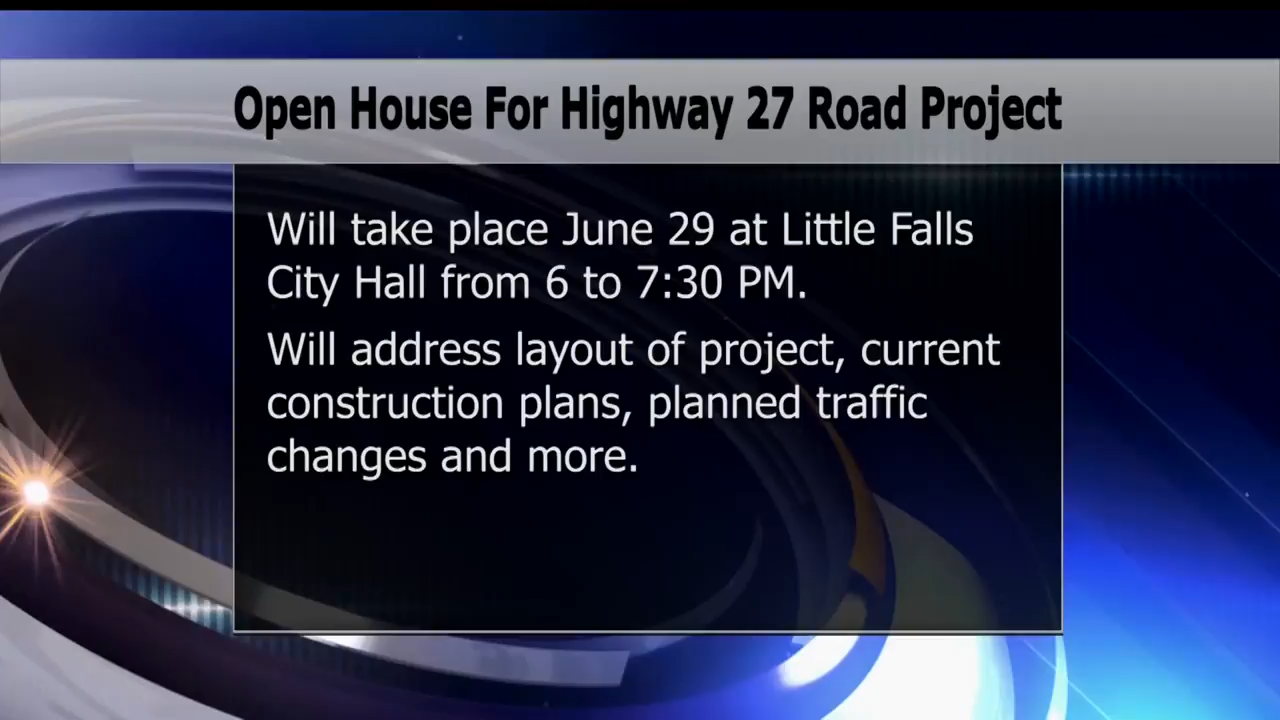 Open House For Highway 27 Road Project
Will take place June 29 at Little Falls
City Hall from 6 to 7:30 PM.
Will address layout of project, current
construction plans, planned traffic
changes and more.